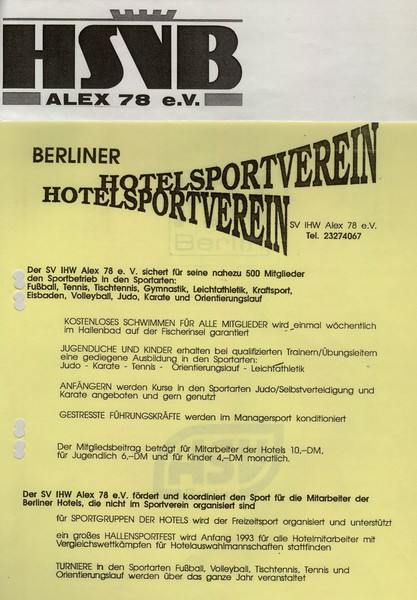 HSVB
ALEX 78 e.V.
BERLINER
HOTELSPORTVEREIN
HOTELSPORTVEREIN
SV IHW Alex 78 e.V.
Tel. 23274067
Der SV IHW Alex 78 e. V. sichert für seine nahezu 500 Mitglieder
den Sportbetrieb in den Sportarten:
Fußball, Tennis, Tischtennis, Gymnastik, Leichtathletik, Kraftsport,
Eisbaden, Volleyball, Judo, Karate und Orientierungslauf
KOSTENLOSES SCHWIMMEN FÜR ALLE MITGLIEDER wird einmal wöchentlich
im Hallenbad auf der Fischerinsel garantiert
JUGENDLICHE UND KINDER erhalten bei qualifizierten Trainern/Übungsleitern
eine gediegene Ausbildung in den Sportarten:
Judo - Karate - Tennis - Orientierungslauf - Leichtathletik
ANFÄNGERN werden Kurse in den Sportarten Judo/Selbstverteidigung und
Karate angeboten und gern genutzt
GESTRESSTE FÜHRUNGSKRÄFTE werden im Managersport konditioniert
Der Mitgliedsbeitrag beträgt für Mitarbeiter der Hotels 10,-DM,
für Jugendlich 6,-DM und für Kinder 4,-DM monatlich.
Der SV IHW Alex 78 e.V. fördert und koordiniert den Sport für die Mitarbeiter der
Berliner Hotels, die nicht im Sportverein organisiert sind
für SPORTGRUPPEN DER HOTELS wird der Freizeitsport organisiert und unterstützt
ein großes HALLENSPORTFEST wird Anfang 1993 für alle Hotelmitarbeiter mit
Vergleichswettkämpfen für Hotelauswahlmannschaften stattfinden
TURNIERE in den Sportarten Fußball, Volleyball, Tischtennis, Tennis und
Orientierungslauf werden über das ganze Jahr veranstaltet